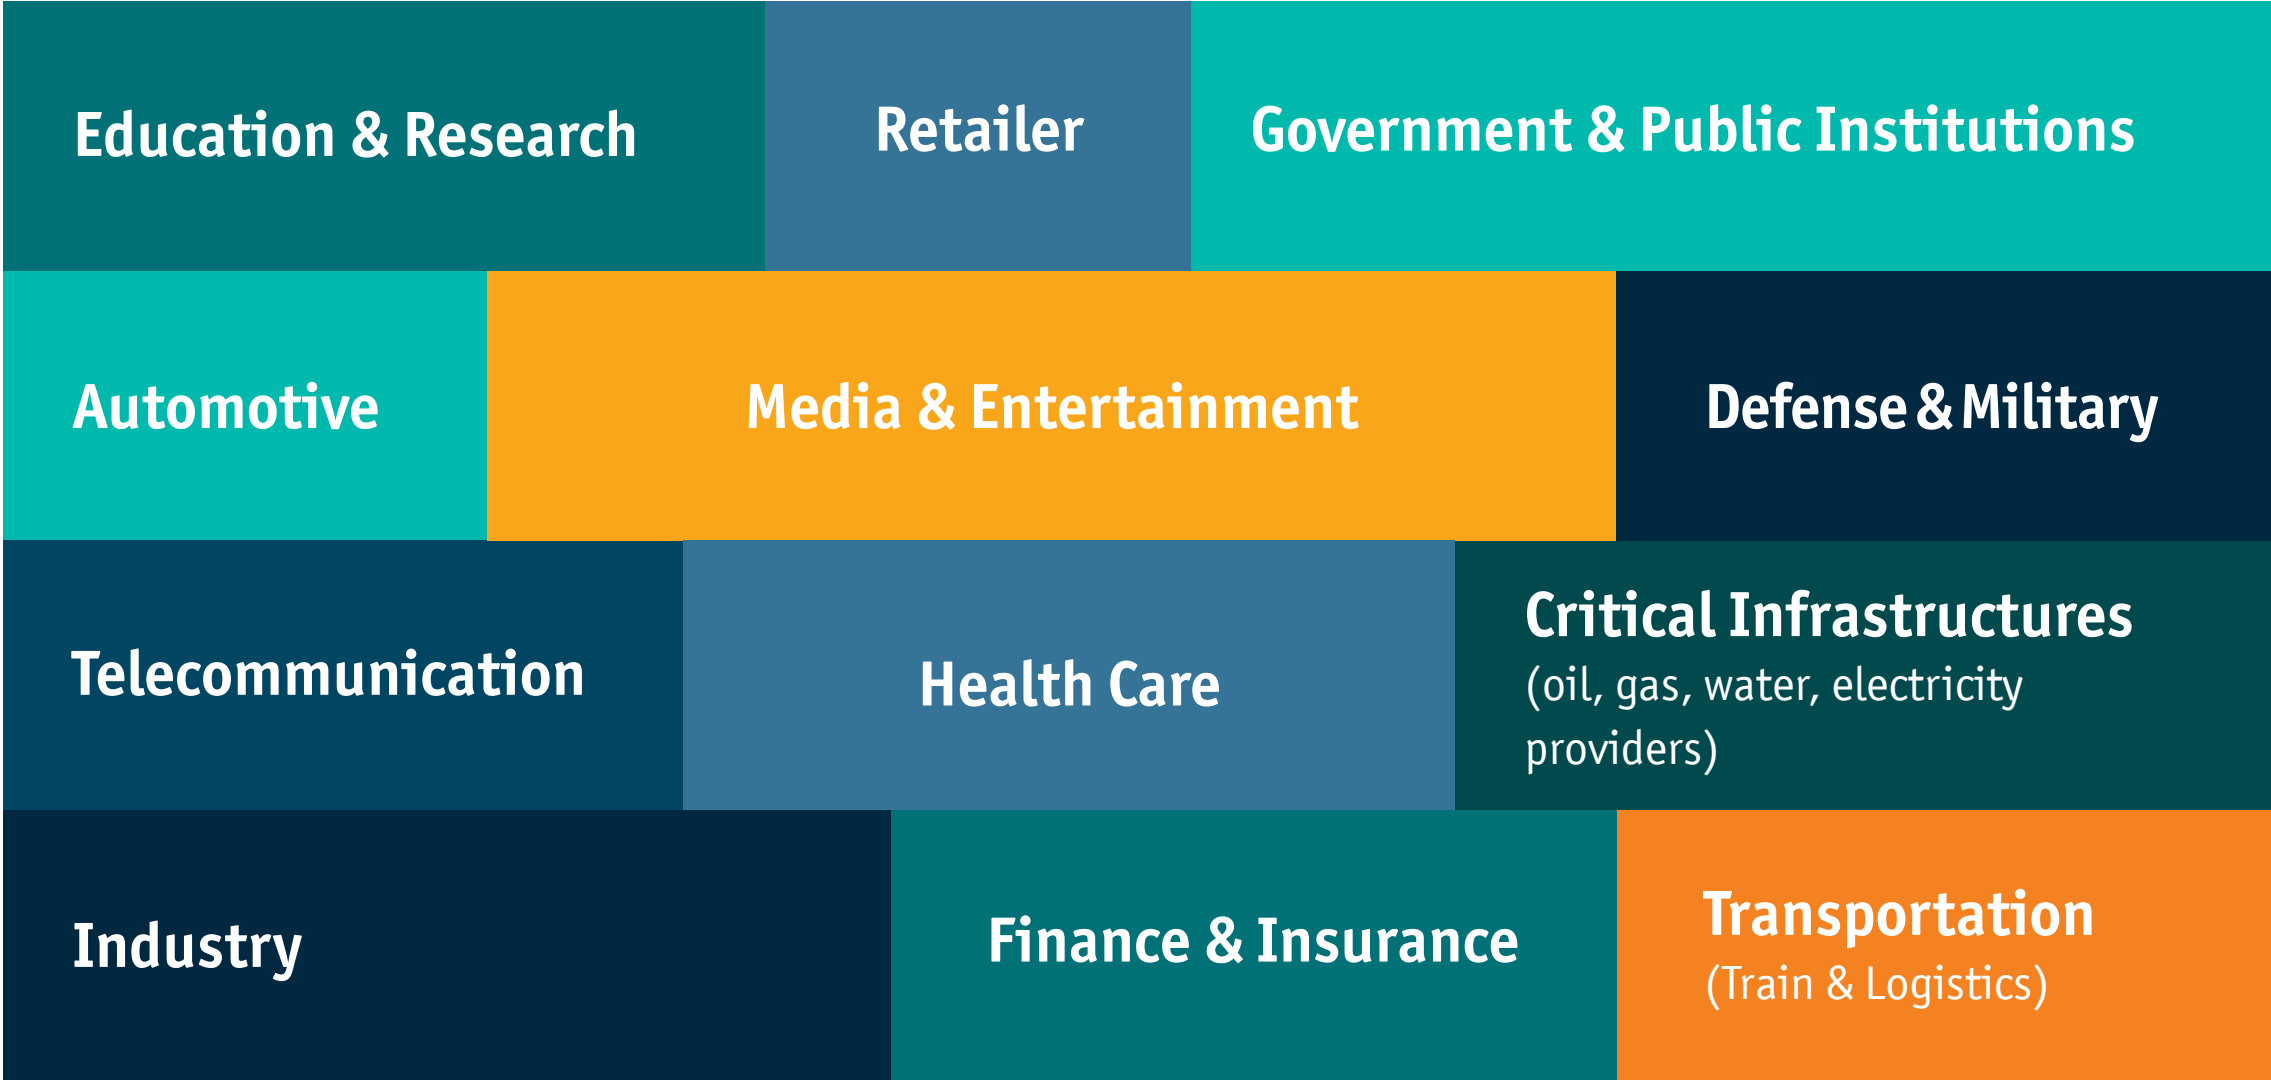 Education & Research
Retailer
Government & Public Institutions
Automotive
Media & Entertainment
Defense & Military
Telecommunication
Health Care
Critical Infrastructures
(oil, gas, water, electricity
providers)
Industry
Finance & Insurance
Transportation
(Train & Logistics)